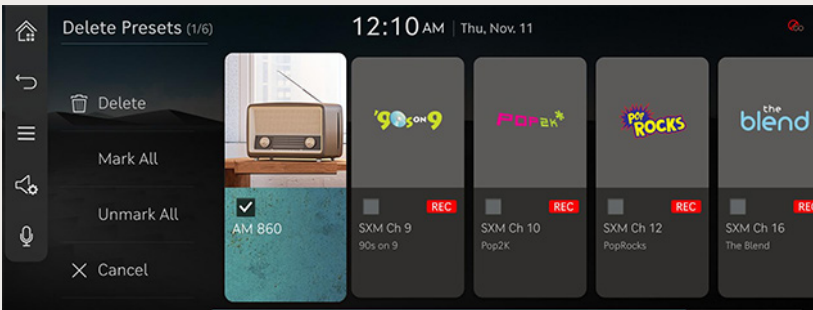 Delete Presets (1/6)
12:10 AM | Thu, Nov. 11
Delete
Mark All
Unmark All
Cancel
AM 860
'90s ON 9
REC
SXM Ch 9
90s on 9
POP2K
REC
SXM Ch 10
Pop2K
POP ROCKS
REC
SXM Ch 12
PopRocks
the blend
REC
SXM Ch 16
The Blend